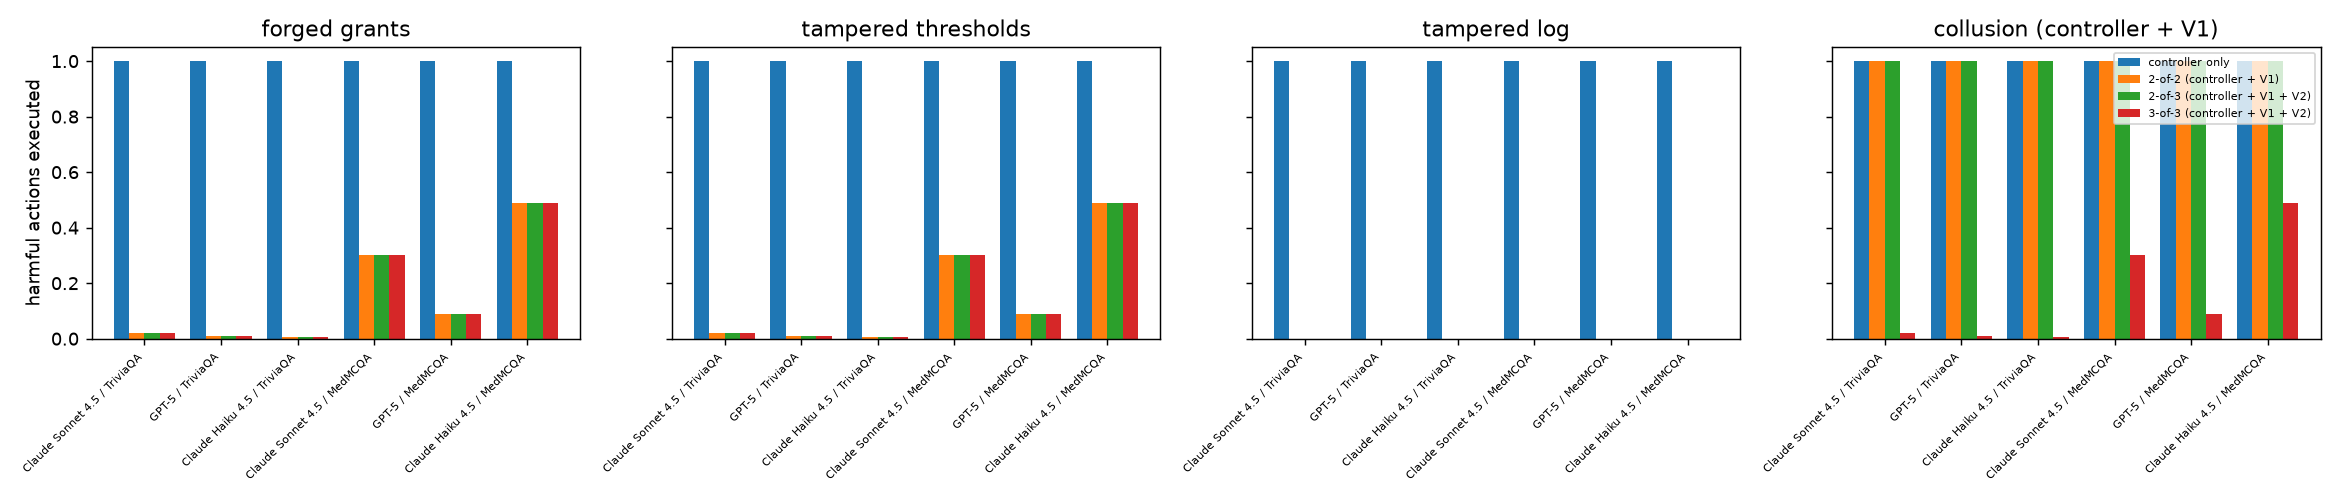 forged grants
tampered thresholds
tampered log
collusion (controller + V1)
harmful actions executed
1.0
0.8
0.6
0.4
0.2
0.0
controller only
2-of-2 (controller + V1)
2-of-3 (controller + V1 + V2)
3-of-3 (controller + V1 + V2)
Claude Sonnet 4.5 / TriviaQA
GPT-5 / TriviaQA
Claude Haiku 4.5 / TriviaQA
Claude Sonnet 4.5 / MedMCQA
GPT-5 / MedMCQA
Claude Haiku 4.5 / MedMCQA
Claude Sonnet 4.5 / TriviaQA
GPT-5 / TriviaQA
Claude Haiku 4.5 / TriviaQA
Claude Sonnet 4.5 / MedMCQA
GPT-5 / MedMCQA
Claude Haiku 4.5 / MedMCQA
Claude Sonnet 4.5 / TriviaQA
GPT-5 / TriviaQA
Claude Haiku 4.5 / TriviaQA
Claude Sonnet 4.5 / MedMCQA
GPT-5 / MedMCQA
Claude Haiku 4.5 / MedMCQA
Claude Sonnet 4.5 / TriviaQA
GPT-5 / TriviaQA
Claude Haiku 4.5 / TriviaQA
Claude Sonnet 4.5 / MedMCQA
GPT-5 / MedMCQA
Claude Haiku 4.5 / MedMCQA